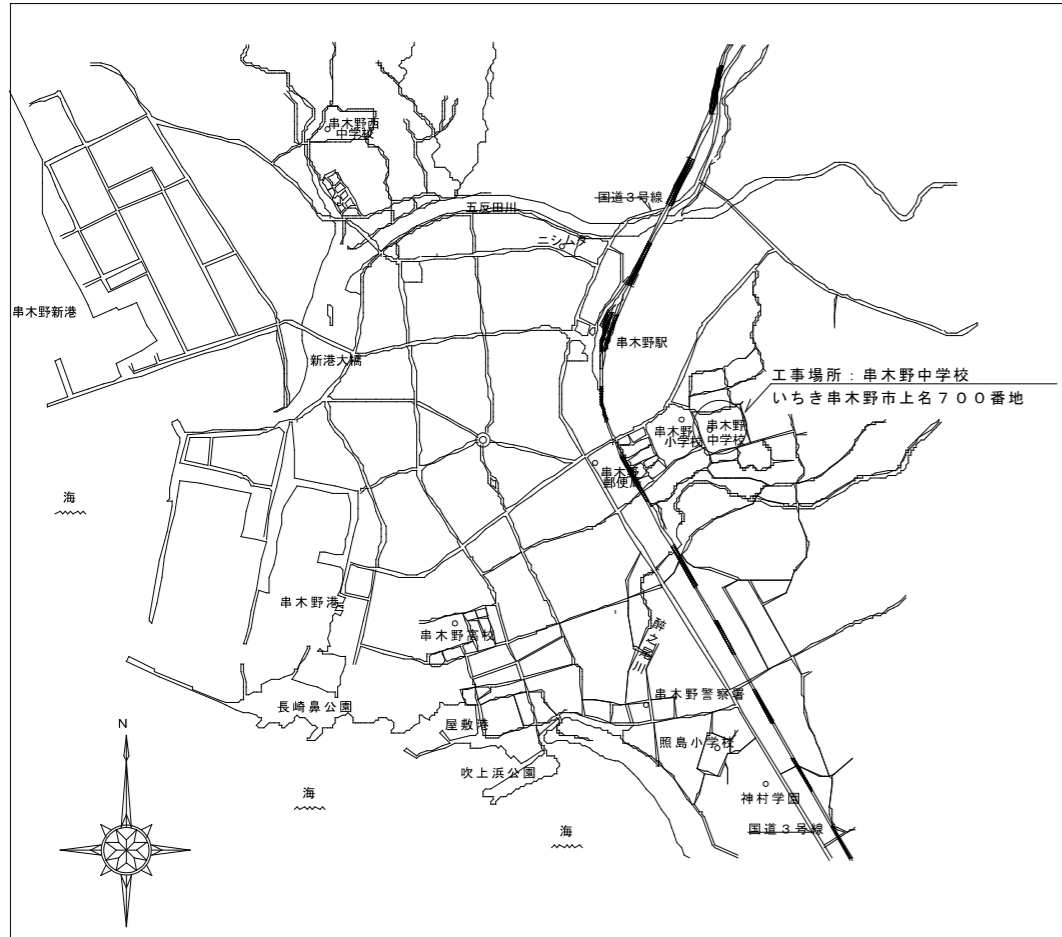 串木野西
中学校
国道３号線
五反田川
ニシムタ
串木野新港
新港大橋
串木野駅
工事場所：串木野中学校
いちき串木野市上名７００番地
串木野
小学校
串木野
中学校
串木野
郵便局
海
串木野港
串木野高校
酔之尾川
串木野警察署
長崎鼻公園
屋敷港
照島小学校
吹上浜公園
神村学園
国道３号線
海
海
N